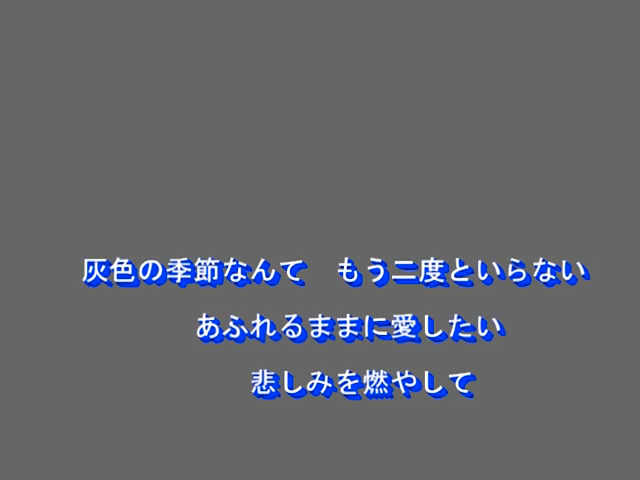 灰色の季節なんて　もう二度といらない
あふれるままに愛したい
悲しみを燃やして